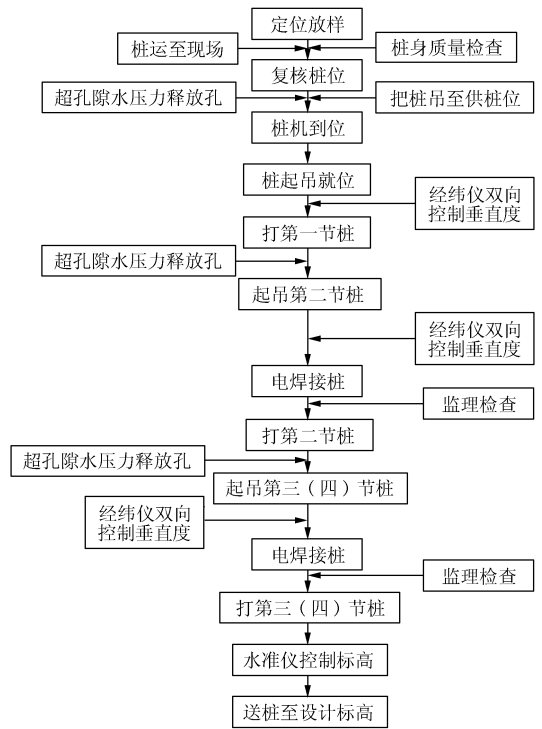 定位放样
桩运至现场
桩身质量检查
复核桩位
超孔隙水压力释放孔
把桩吊至供桩位
桩机到位
桩起吊就位
经纬仪双向
控制垂直度
打第一节桩
超孔隙水压力释放孔
起吊第二节桩
经纬仪双向
控制垂直度
电焊接桩
监理检查
打第二节桩
超孔隙水压力释放孔
起吊第三（四）节桩
经纬仪双向
控制垂直度
电焊接桩
监理检查
打第三（四）节桩
水准仪控制标高
送桩至设计标高